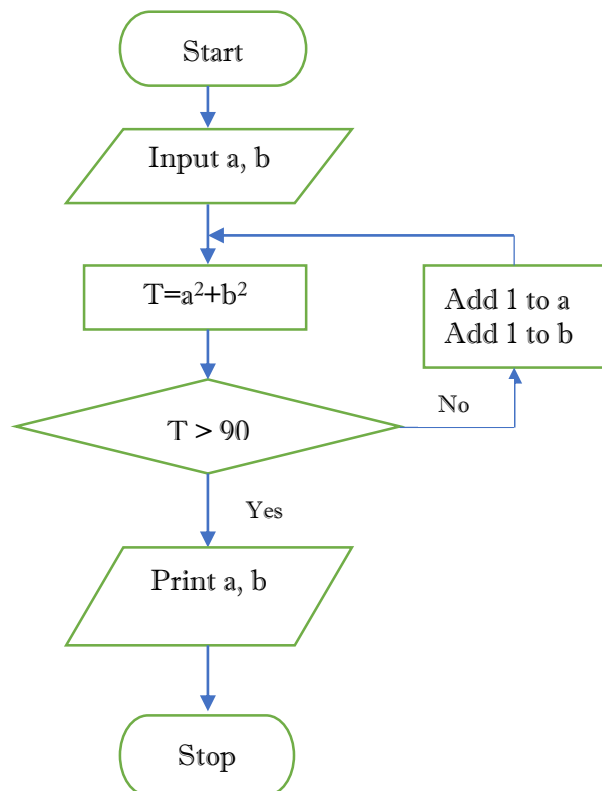 Start
Input a, b
T=a²+b²
Add 1 to a
Add 1 to b
No
T > 90
Yes
Print a, b
Stop